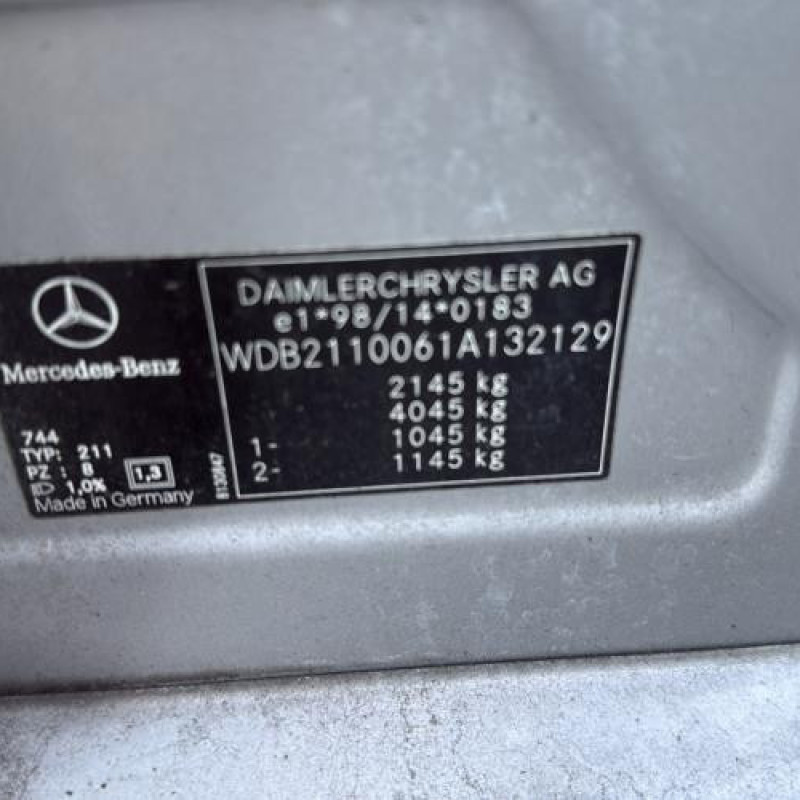 Mercedes-Benz
744
TYP: 211
PZ : 8
1,0%
1,3
Made in Germany
8130847
DAIMLERCHRYSLER AG
e1*98/14*0183
WDB2110061A132129
2145 kg
4045 kg
1- 1045 kg
2- 1145 kg